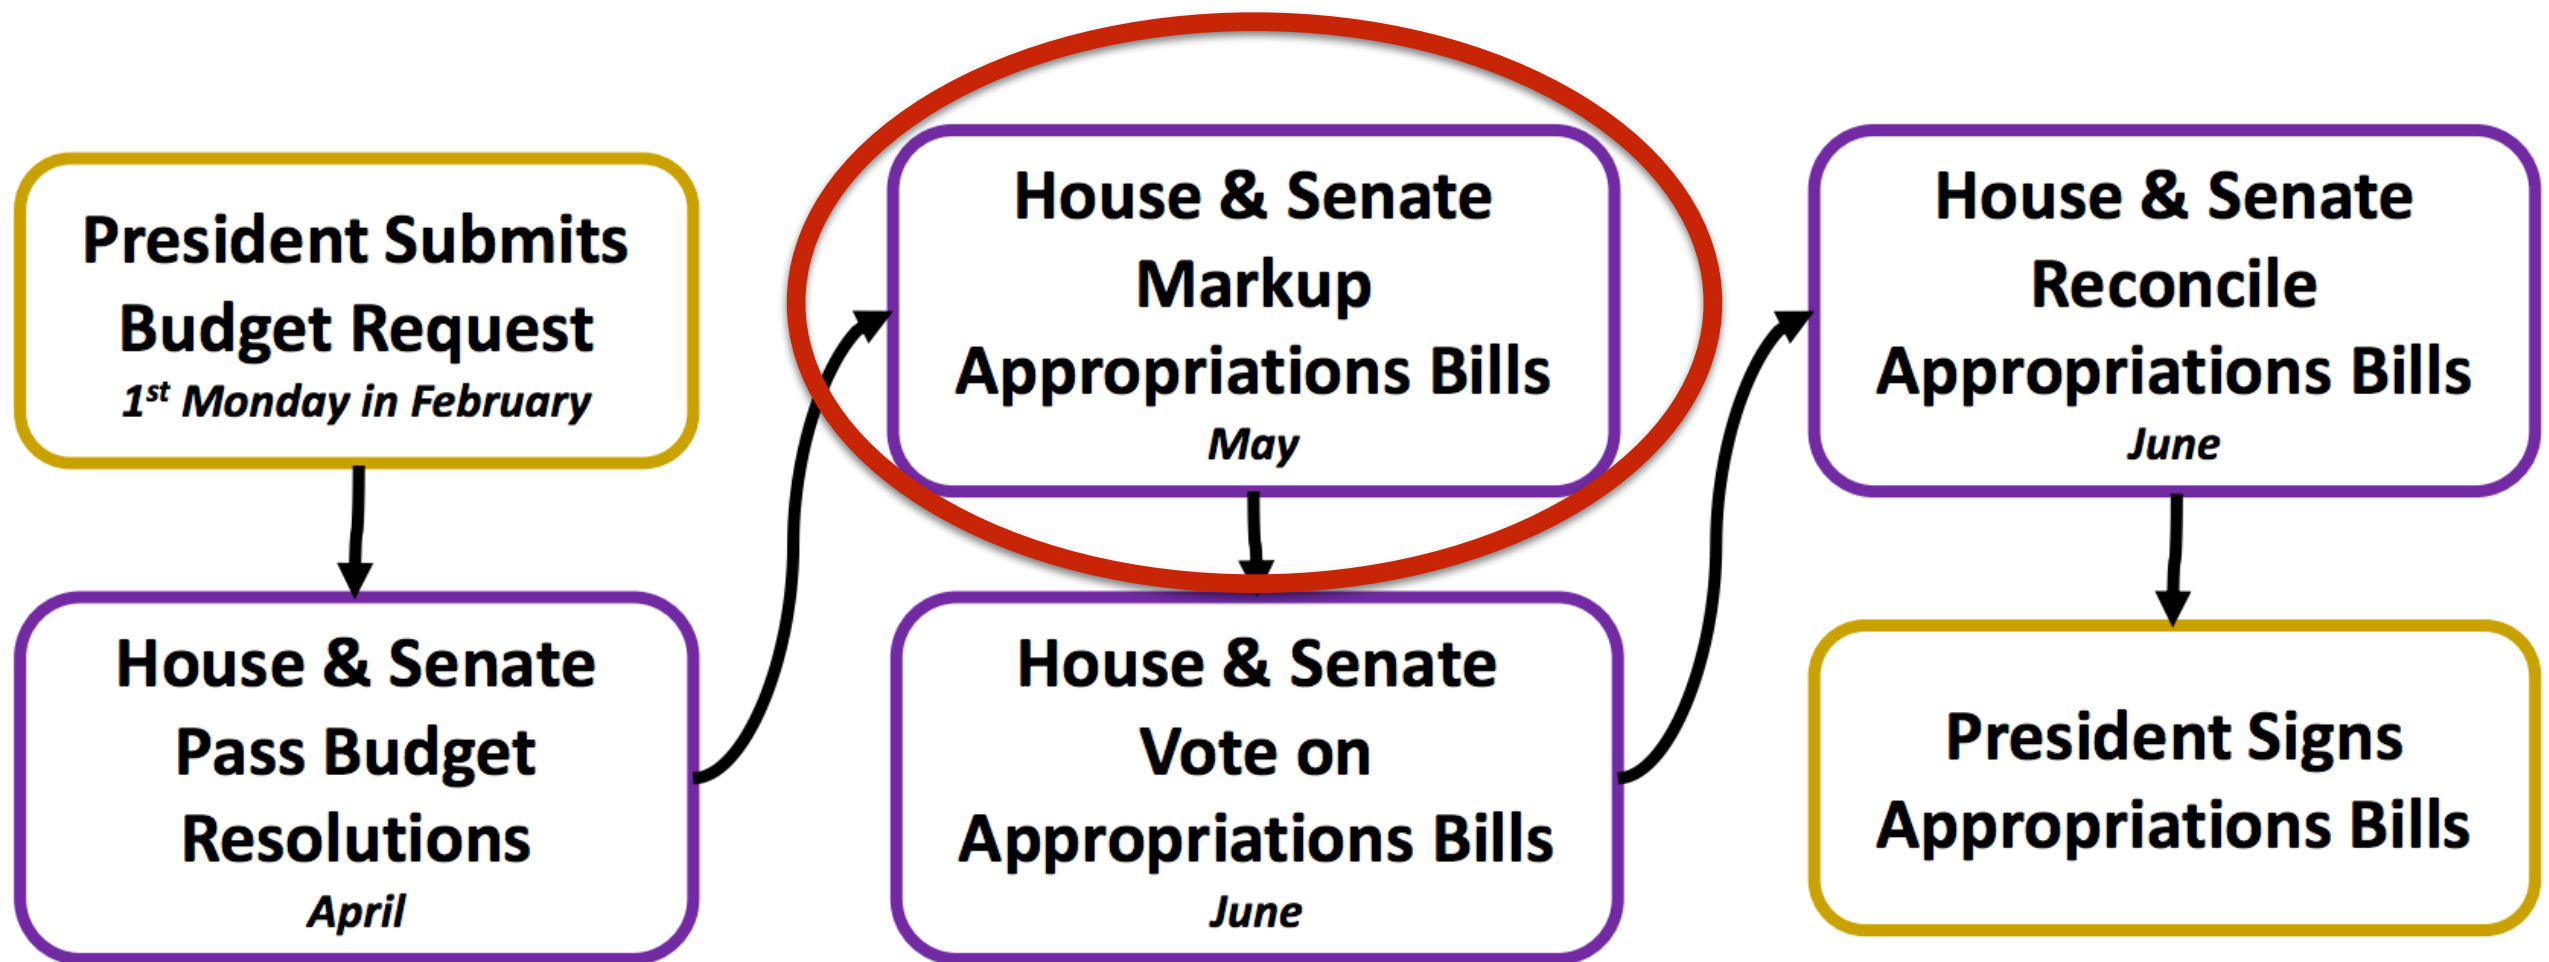 President Submits
Budget Request
1st Monday in February
House & Senate
Pass Budget
Resolutions
April
House & Senate
Markup
Appropriations Bills
May
House & Senate
Vote on
Appropriations Bills
June
House & Senate
Reconcile
Appropriations Bills
June
President Signs
Appropriations Bills